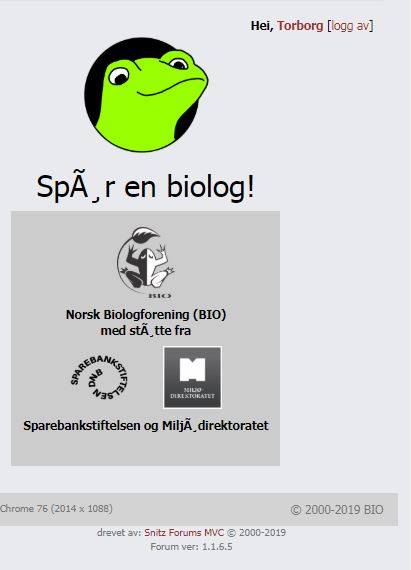 Hei, Torborg [logg av]
SpÃ¸r en biolog!
BIO
Norsk Biologforening (BIO)
med stÃ¸tte fra
SPAREBANKSTIFTELSEN
DNB
MILJØ-
DIREKTORATET
Sparebankstiftelsen og MiljÃ¸direktoratet
Chrome 76 (2014 x 1088)
© 2000-2019 BIO
drevet av: Snitz Forums MVC © 2000-2019
Forum ver: 1.1.6.5